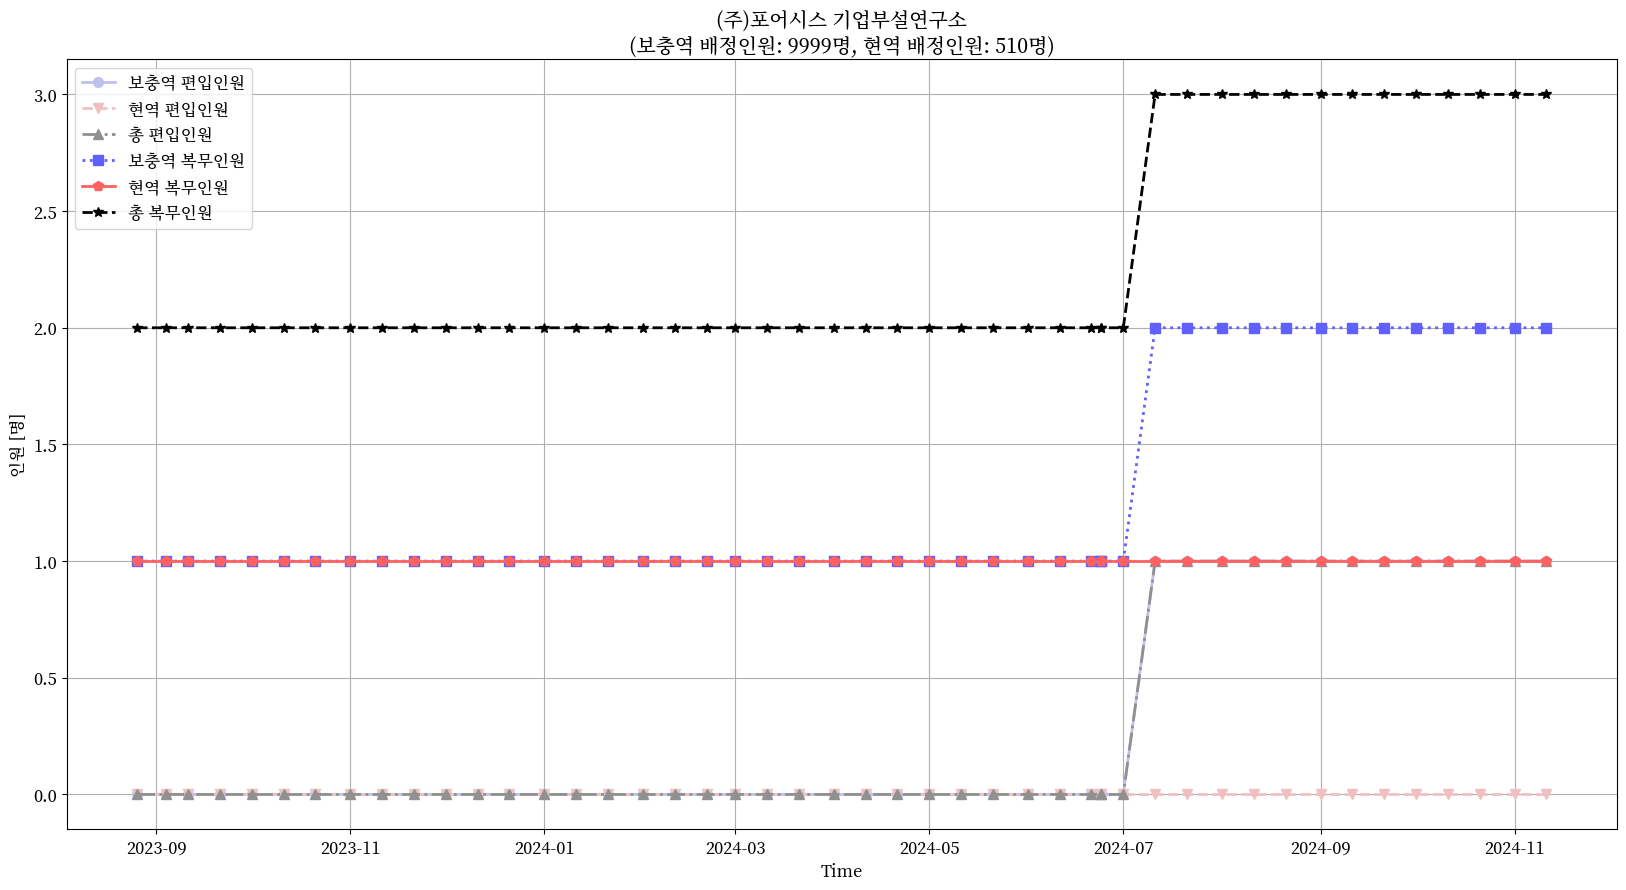 (주)포어시스 기업부설연구소
(보충역 배정인원: 9999명, 현역 배정인원: 510명)
보충역 편입인원
현역 편입인원
총 편입인원
보충역 복무인원
현역 복무인원
총 복무인원
3.0
2.5
2.0
1.5
1.0
0.5
0.0
인원 [명]
2023-09
2023-11
2024-01
2024-03
2024-05
2024-07
2024-09
2024-11
Time